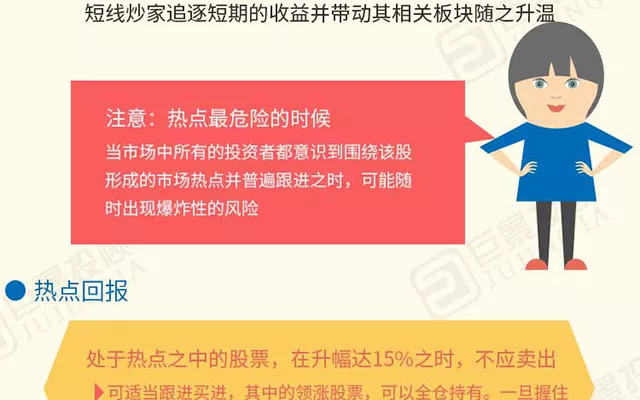 短线炒家追逐短期的收益并带动其相关板块随之升温
注意：热点最危险的时候
当市场中所有的投资者都意识到围绕该股
形成的市场热点并普遍跟进之时，可能随
时出现爆炸性的风险
热点回报
处于热点之中的股票，在升幅达15%之时，不应卖出
可适当跟进买进，其中的领涨股票，可以全仓持有。一旦握住